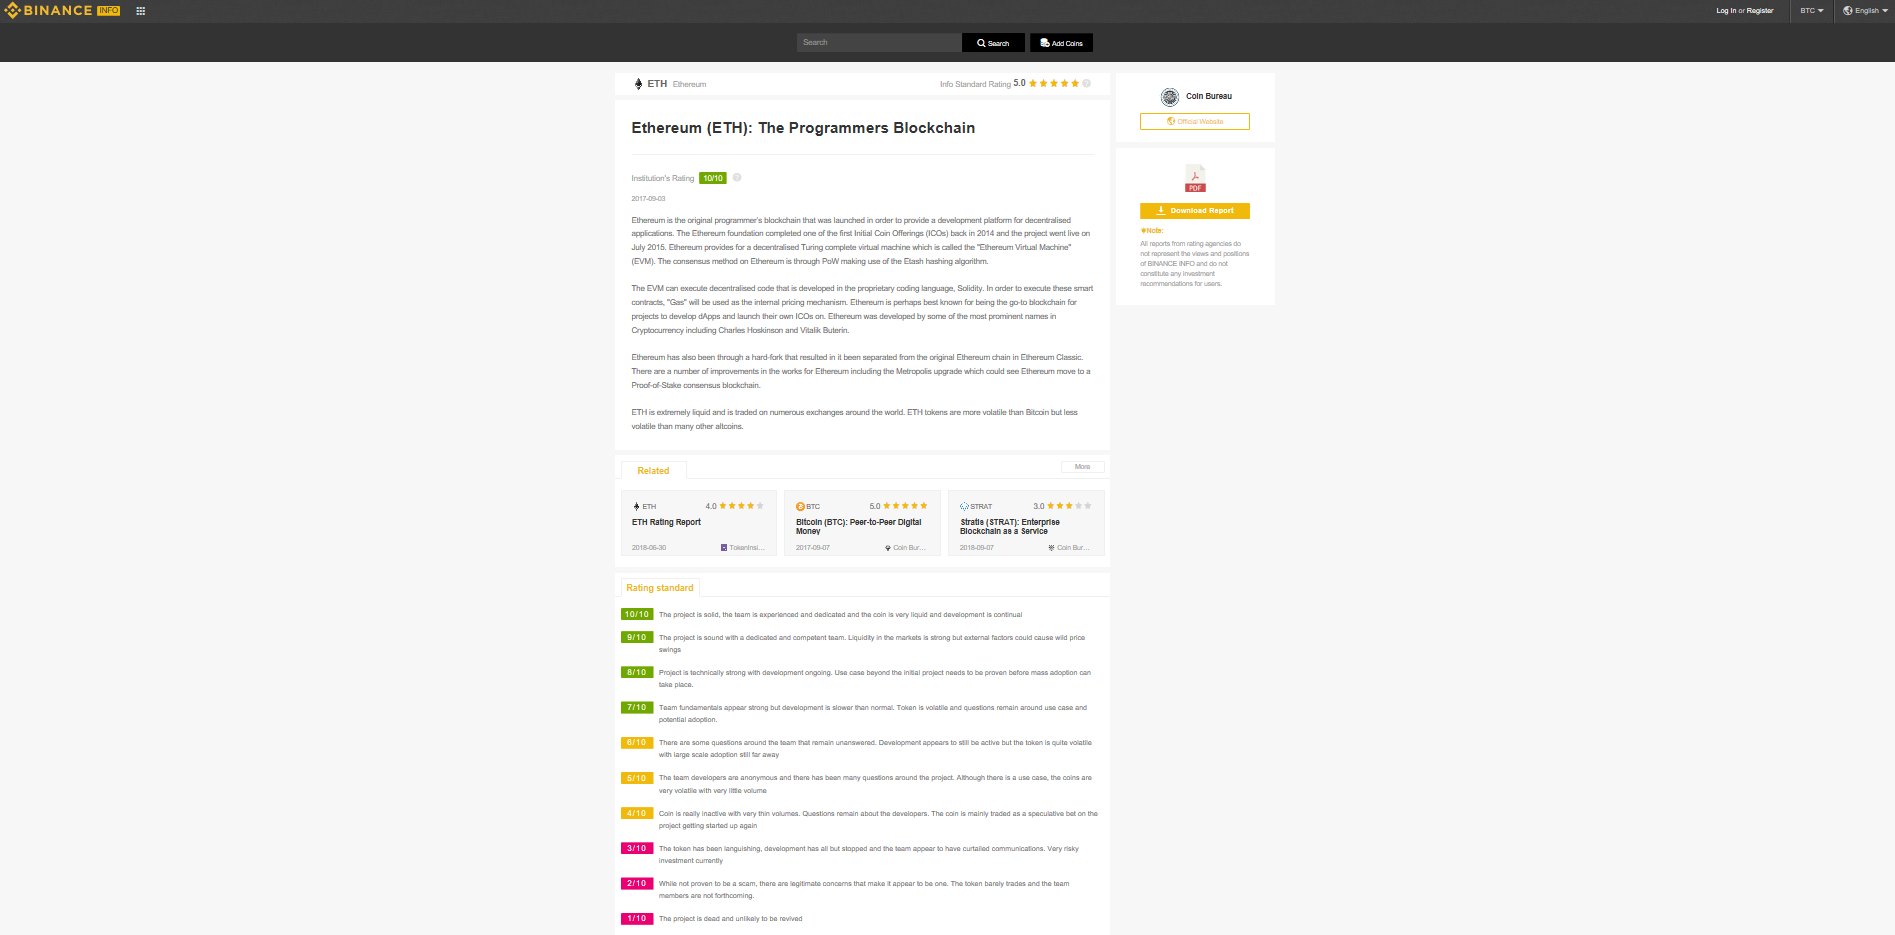 BINANCE INFO
Log In or Register
BTC
English
Search
Search
Add Coins
ETH Ethereum
Info Standard Rating 5.0
Ethereum (ETH): The Programmers Blockchain
Institution's Rating 10/10
2017-09-03
Ethereum is the original programmer's blockchain that was launched in order to provide a development platform for decentralised
applications. The Ethereum foundation completed one of the first Initial Coin Offerings (ICOs) back in 2014 and the project went live on
July 2015. Ethereum provides for a decentralised Turing complete virtual machine which is called the "Ethereum Virtual Machine"
(EVM). The consensus method on Ethereum is through PoW making use of the Etash hashing algorithm.
The EVM can execute decentralised code that is developed in the proprietary coding language, Solidity. In order to execute these smart
contracts, "Gas" will be used as the internal pricing mechanism. Ethereum is perhaps best known for being the go-to blockchain for
projects to develop dApps and launch their own ICOs on. Ethereum was developed by some of the most prominent names in
Cryptocurrency including Charles Hoskinson and Vitalik Buterin.
Ethereum has also been through a hard-fork that resulted in it been separated from the original Ethereum chain in Ethereum Classic.
There are a number of improvements in the works for Ethereum including the Metropolis upgrade which could see Ethereum move to a
Proof-of-Stake consensus blockchain.
ETH is extremely liquid and is traded on numerous exchanges around the world. ETH tokens are more volatile than Bitcoin but less
volatile than many other altcoins.
Coin Bureau
Official Website
PDF
Download Report
Note:
All reports from rating agencies do
not represent the views and positions
of BINANCE INFO and do not
constitute any investment
recommendations for users.
Related
More
ETH 4.0
ETH Rating Report
2018-06-30 TokenInsi...
BTC 5.0
Bitcoin (BTC): Peer-to-Peer Digital
Money
2017-09-07 Coin Bur...
STRAT 3.0
Stratis (STRAT): Enterprise
Blockchain as a Service
2018-09-07 Coin Bur...
Rating standard
10/10 The project is solid, the team is experienced and dedicated and the coin is very liquid and development is continual
9/10 The project is sound with a dedicated and competent team. Liquidity in the markets is strong but external factors could cause wild price
swings
8/10 Project is technically strong with development ongoing. Use case beyond the initial project needs to be proven before mass adoption can
take place.
7/10 Team fundamentals appear strong but development is slower than normal. Token is volatile and questions remain around use case and
potential adoption.
6/10 There are some questions around the team that remain unanswered. Development appears to still be active but the token is quite volatile
with large scale adoption still far away
5/10 The team developers are anonymous and there has been many questions around the project. Although there is a use case, the coins are
very volatile with very little volume
4/10 Coin is really inactive with very thin volumes. Questions remain about the developers. The coin is mainly traded as a speculative bet on the
project getting started up again
3/10 The token has been languishing, development has all but stopped and the team appear to have curtailed communications. Very risky
investment currently
2/10 While not proven to be a scam, there are legitimate concerns that make it appear to be one. The token barely trades and the team
members are not forthcoming.
1/10 The project is dead and unlikely to be revived